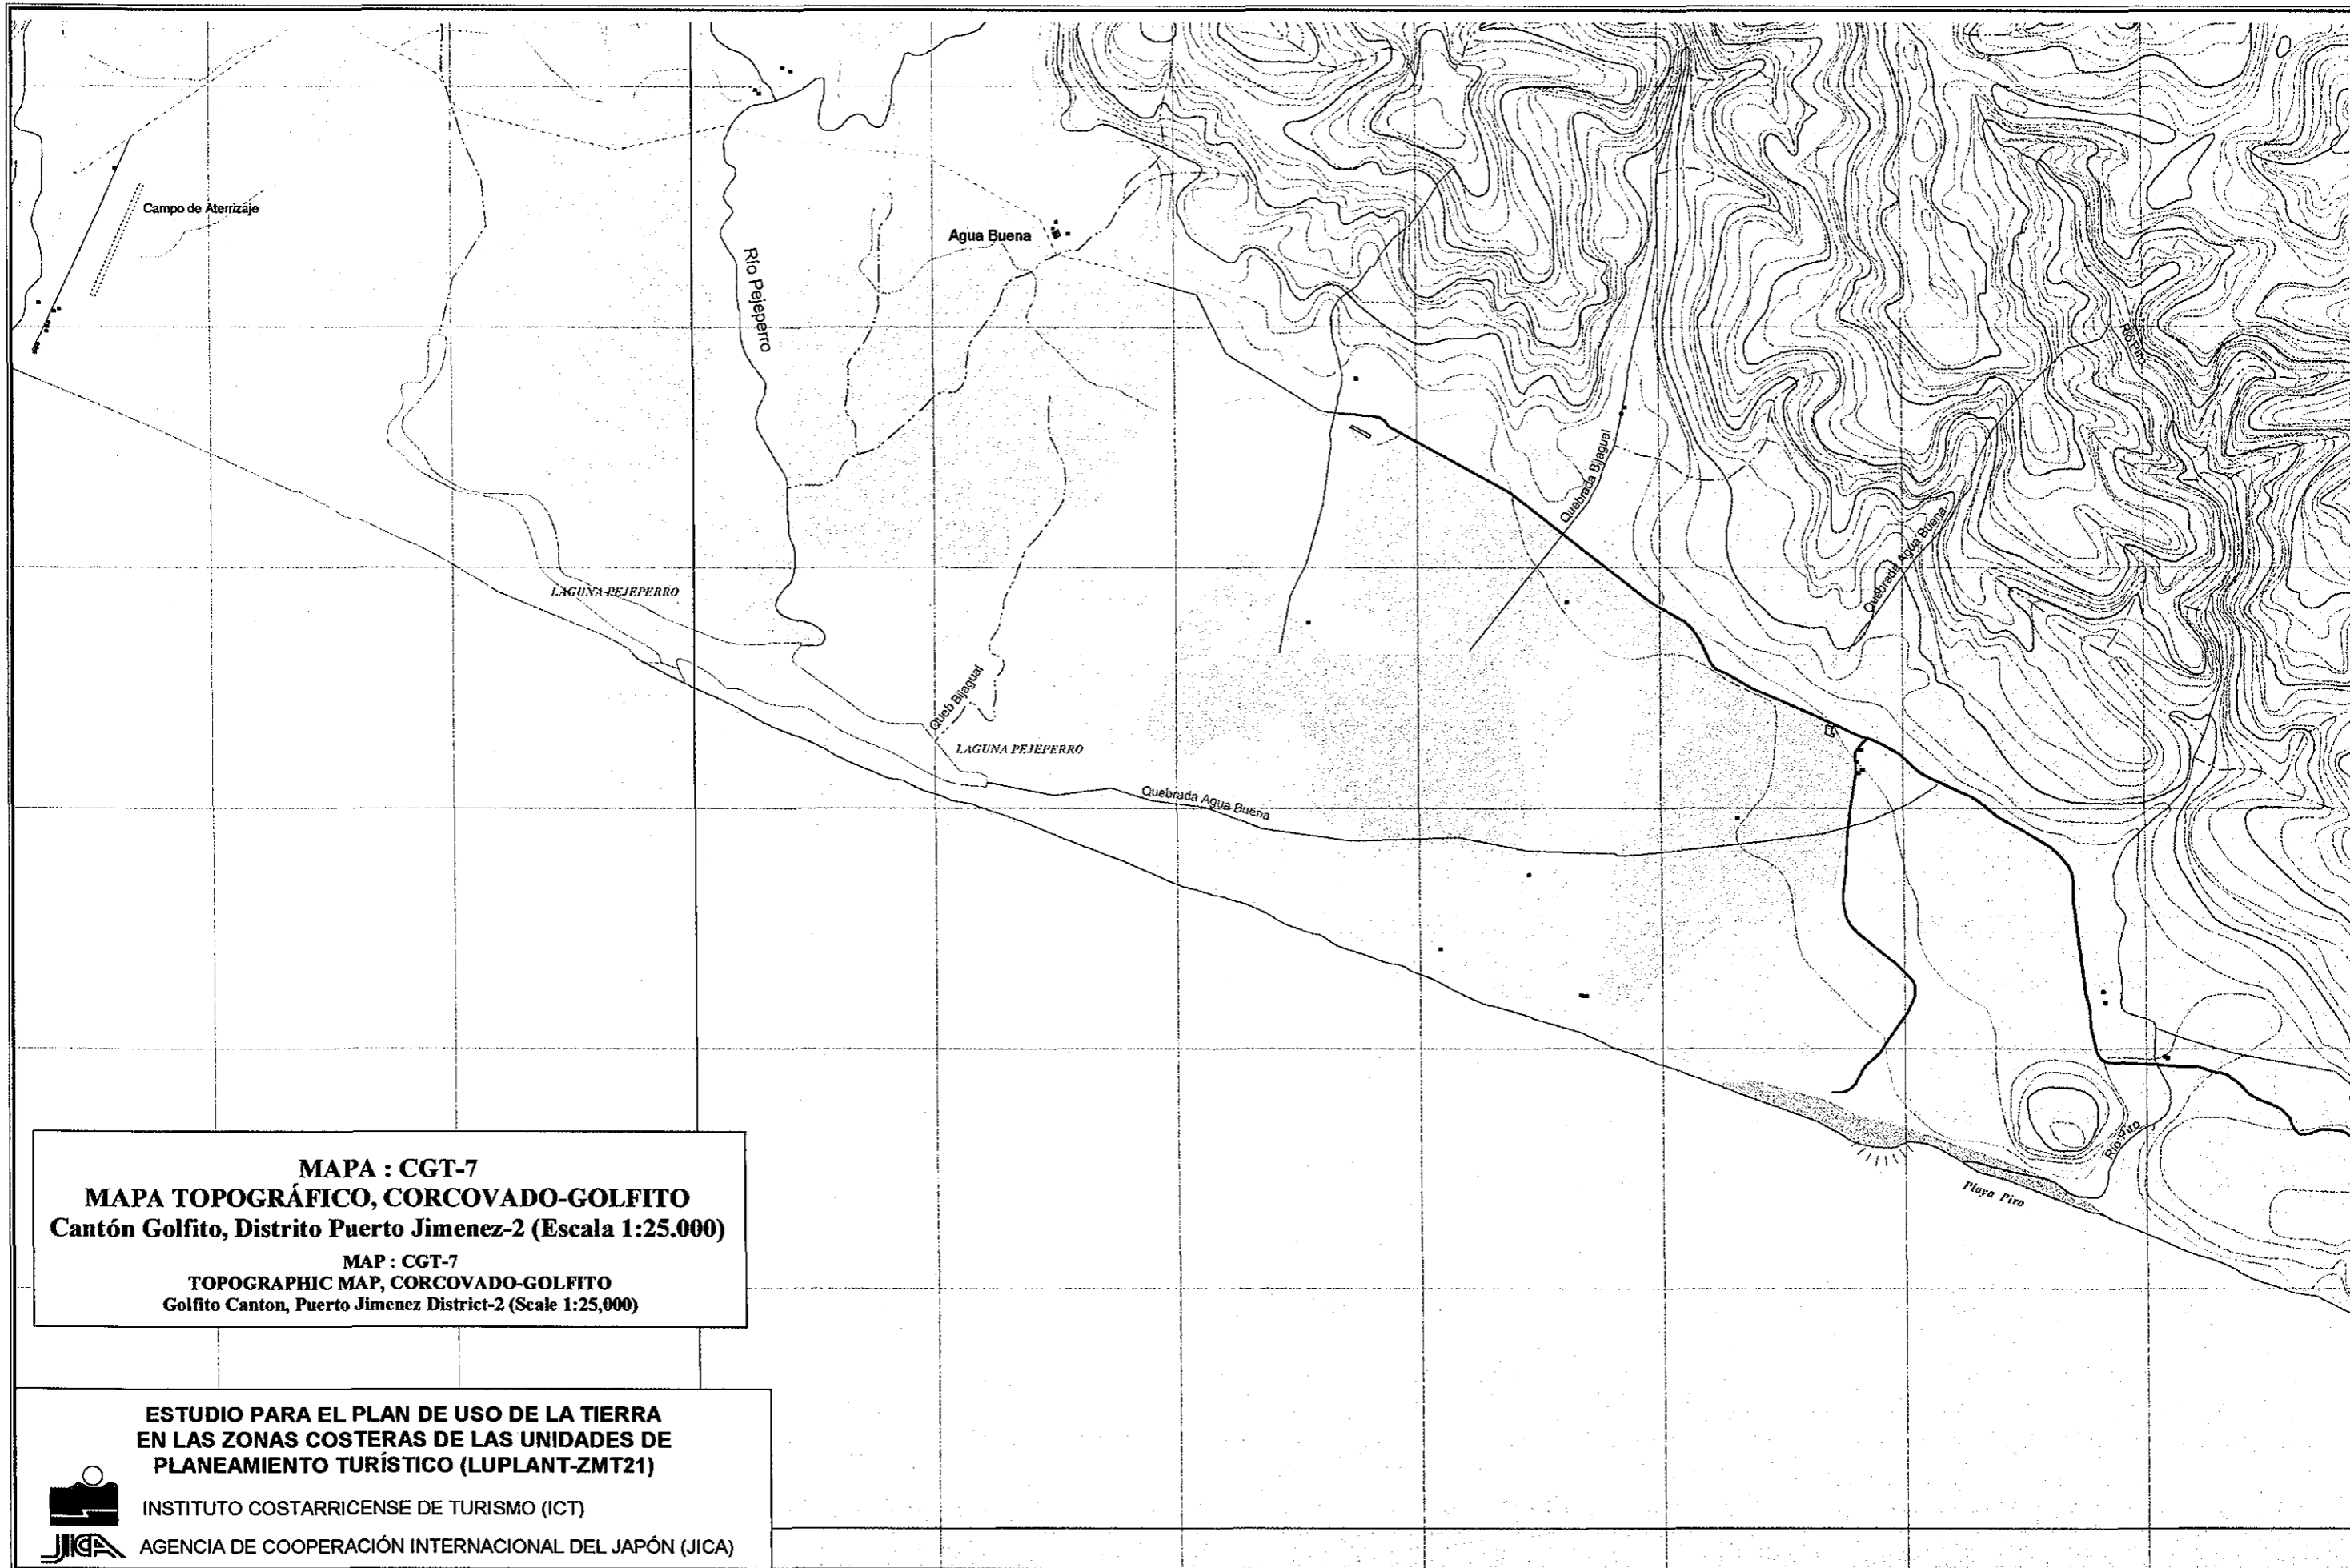 Campo de Aterrizaje
Agua Buena
Río Pejeperro
Río Piro
Quebrada Bijagual
Quebrada Agua Buena
LAGUNA PEJEPERRO
Queb Bijagual
LAGUNA PEJEPERRO
Quebrada Agua Buena
Río Piro
Playa Piro
MAPA : CGT-7
MAPA TOPOGRÁFICO, CORCOVADO-GOLFITO
Cantón Golfito, Distrito Puerto Jimenez-2 (Escala 1:25.000)
MAP : CGT-7
TOPOGRAPHIC MAP, CORCOVADO-GOLFITO
Golfito Canton, Puerto Jimenez District-2 (Scale 1:25,000)
ESTUDIO PARA EL PLAN DE USO DE LA TIERRA
EN LAS ZONAS COSTERAS DE LAS UNIDADES DE
PLANEAMIENTO TURÍSTICO (LUPLANT-ZMT21)
INSTITUTO COSTARRICENSE DE TURISMO (ICT)
JICA AGENCIA DE COOPERACIÓN INTERNACIONAL DEL JAPÓN (JICA)